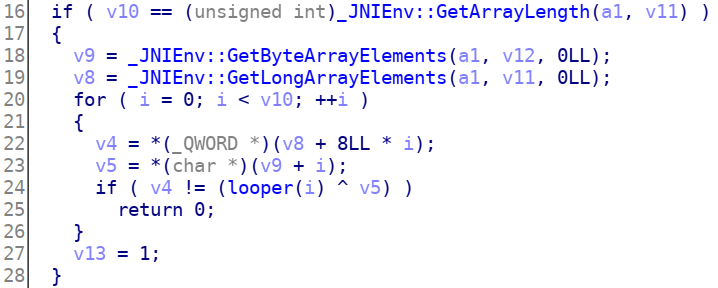 16 if ( v10 == (unsigned int)_JNIEnv::GetArrayLength(a1, v11) )
17 {
18 v9 = _JNIEnv::GetByteArrayElements(a1, v12, 0LL);
19 v8 = _JNIEnv::GetLongArrayElements(a1, v11, 0LL);
20 for ( i = 0; i < v10; ++i )
21 {
22 v4 = *(_QWORD *)(v8 + 8LL * i);
23 v5 = *(char *)(v9 + i);
24 if ( v4 != (looper(i) ^ v5) )
25 return 0;
26 }
27 v13 = 1;
28 }